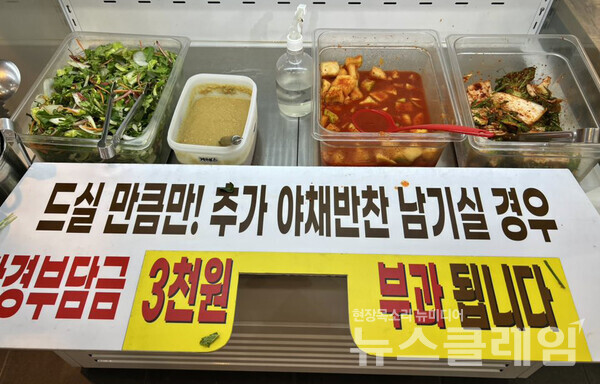 드실 만큼만! 추가 야채반찬 남기실 경우
환경부담금 3천원 부과 됩니다
현장목소리 뉴미디어
뉴스클레임